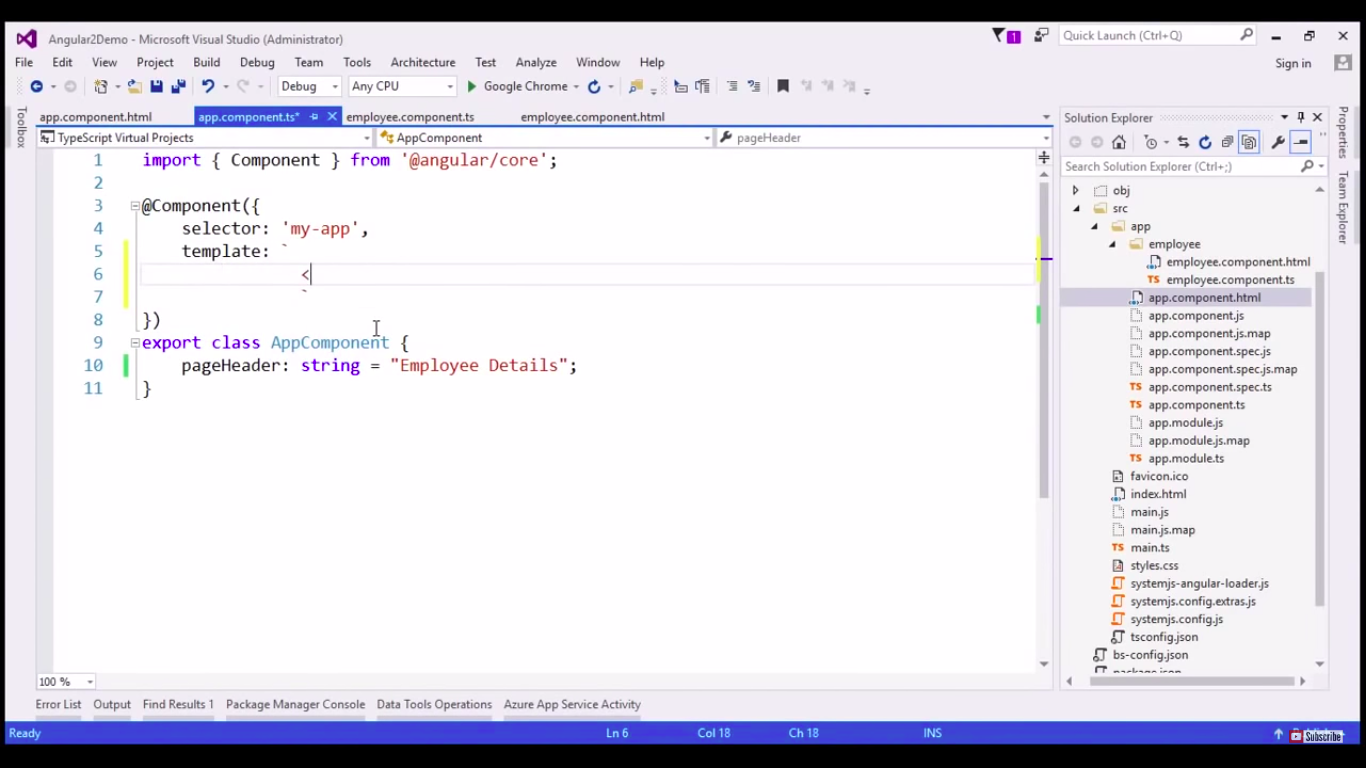 Angular2Demo - Microsoft Visual Studio (Administrator)
1
Quick Launch (Ctrl+Q)
File Edit View Project Build Debug Team Tools Architecture Test Analyze Window Help
Sign in
Debug Any CPU Google Chrome
Toolbox
app.component.html app.component.ts* employee.component.ts employee.component.html
TypeScript Virtual Projects AppComponent pageHeader
1 import { Component } from '@angular/core';
2
3 @Component({
4 selector: 'my-app',
5 template: `
6 <
7 `
8 })
9 export class AppComponent {
10 pageHeader: string = "Employee Details";
11 }
100 %
Solution Explorer
Search Solution Explorer (Ctrl+;)
obj
src
app
employee
employee.component.html
TS employee.component.ts
app.component.html
app.component.js
app.component.js.map
app.component.spec.js
app.component.spec.js.map
TS app.component.spec.ts
TS app.component.ts
app.module.js
app.module.js.map
TS app.module.ts
favicon.ico
index.html
main.js
main.js.map
TS main.ts
styles.css
systemjs-angular-loader.js
systemjs.config.extras.js
systemjs.config.js
tsconfig.json
bs-config.json
package.json
Properties
Team Explorer
Error List Output Find Results 1 Package Manager Console Data Tools Operations Azure App Service Activity
Ready Ln 6 Col 18 Ch 18 INS
Subscribe